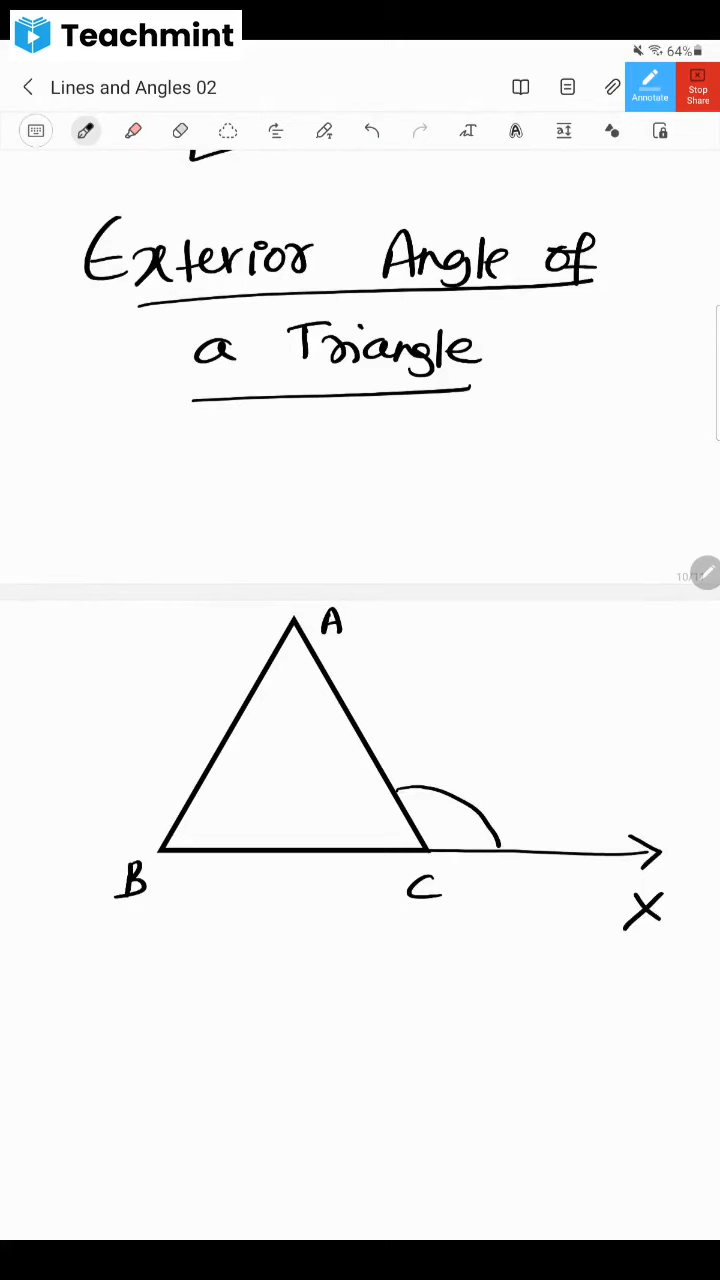 Teachmint
64%
Lines and Angles 02
Annotate
Stop
Share
Exterior Angle of
a Triangle
A
B
C
X